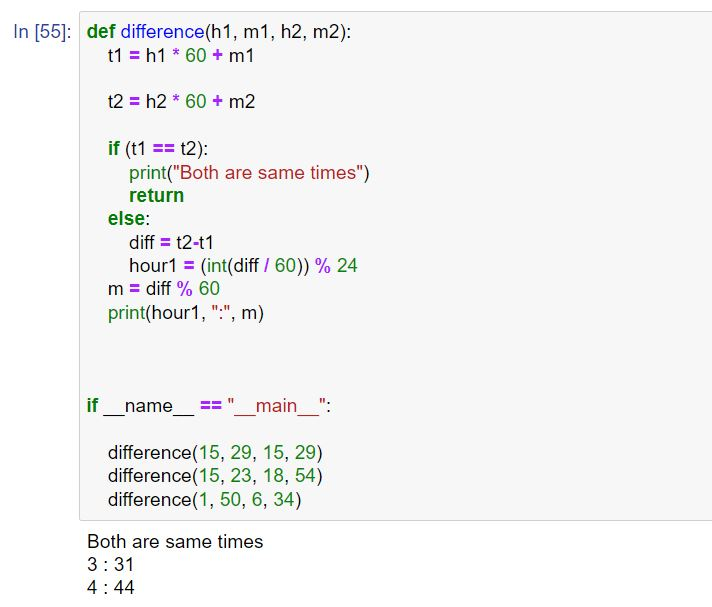 In [55]: def difference(h1, m1, h2, m2):
t1 = h1 * 60 + m1
t2 = h2 * 60 + m2
if (t1 == t2):
print("Both are same times")
return
else:
diff = t2-t1
hour1 = (int(diff / 60)) % 24
m = diff % 60
print(hour1, ":", m)
if __name__ == "__main__":
difference(15, 29, 15, 29)
difference(15, 23, 18, 54)
difference(1, 50, 6, 34)
Both are same times
3 : 31
4 : 44